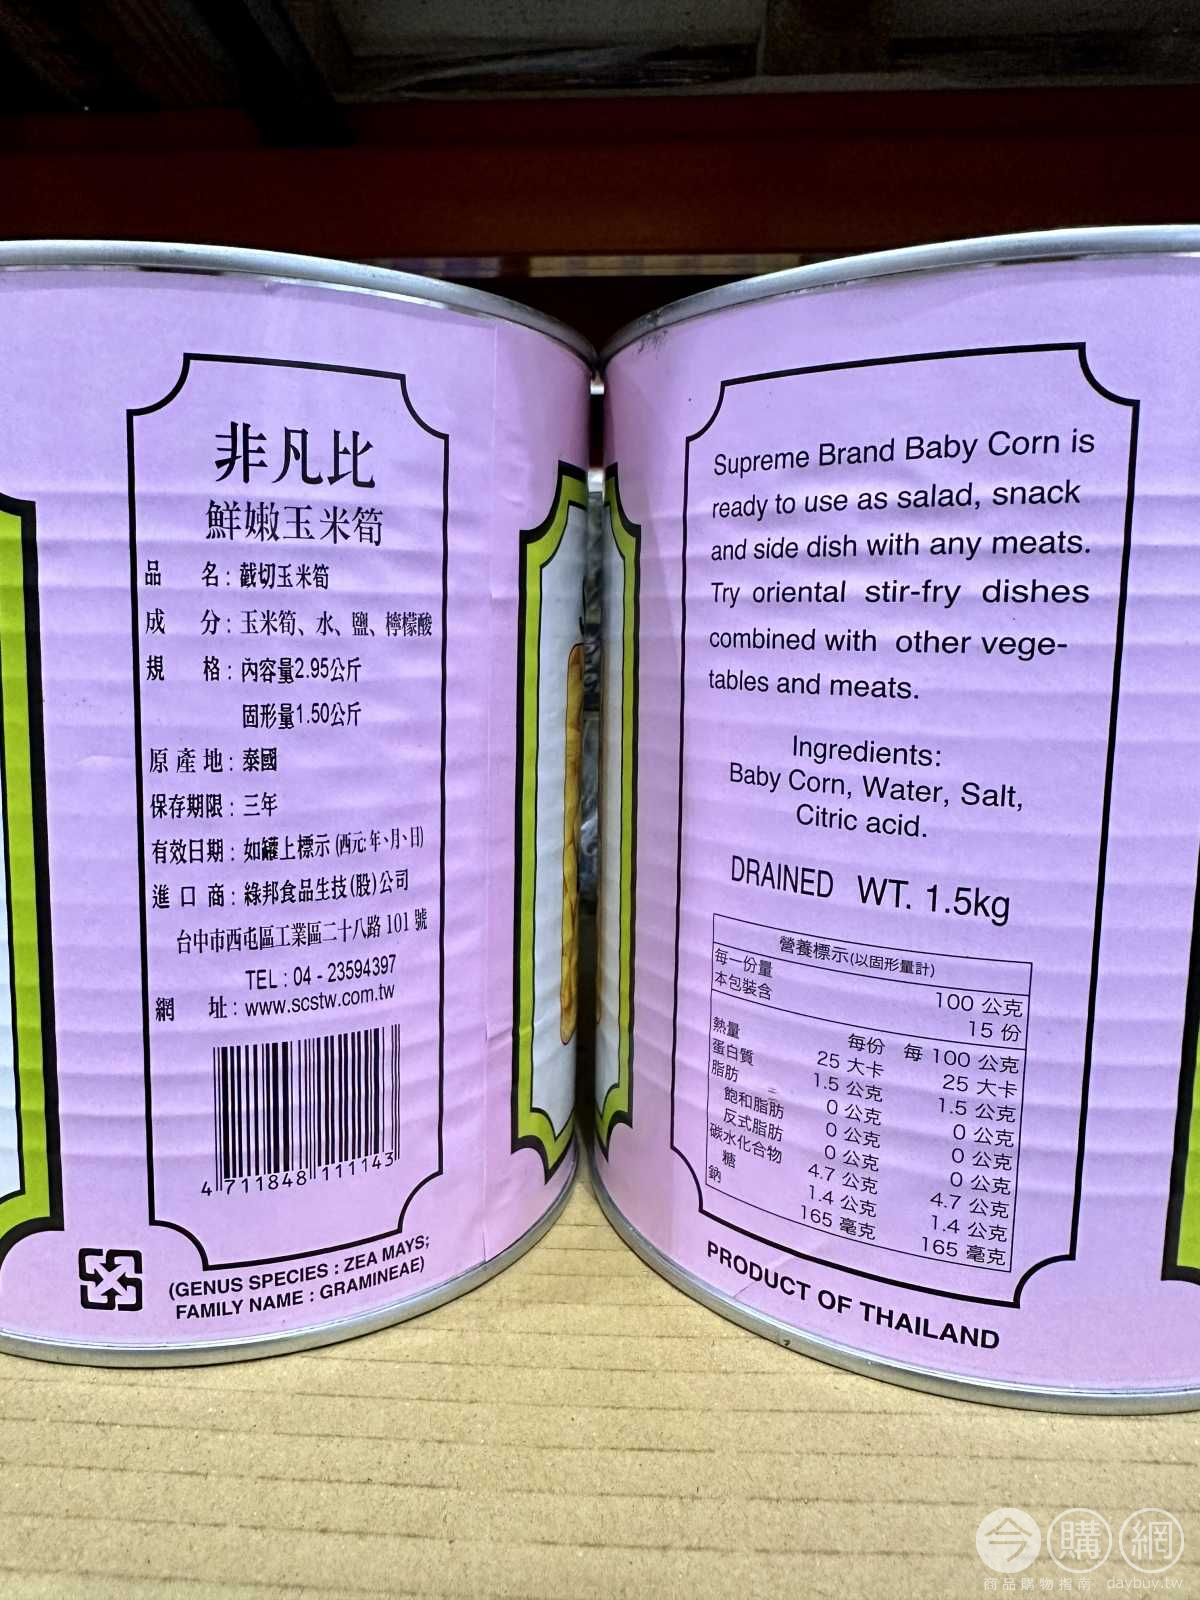 非凡比
鮮嫩玉米筍
品　　名：截切玉米筍
成　　分：玉米筍、水、鹽、檸檬酸
規　　格：內容量2.95公斤
固形量1.50公斤
原 產 地：泰國
保存期限：三年
有效日期：如罐上標示(西元:年、月、日)
進 口 商：綠邦食品生技(股)公司
台中市西屯區工業區二十八路 101 號
TEL : 04 - 23594397
網　　址：www.scstw.com.tw
4 711848 111143
(GENUS SPECIES : ZEA MAYS;
FAMILY NAME : GRAMINEAE)
Supreme Brand Baby Corn is
ready to use as salad, snack
and side dish with any meats.
Try oriental stir-fry dishes
combined with other vege-
tables and meats.
Ingredients:
Baby Corn, Water, Salt,
Citric acid.
DRAINED WT. 1.5kg
營養標示(以固形量計)
每一份量 100 公克
本包裝含 15 份
每份 每 100 公克
熱量 25 大卡 25 大卡
蛋白質 1.5 公克 1.5 公克
脂肪 0 公克 0 公克
飽和脂肪 0 公克 0 公克
反式脂肪 0 公克 0 公克
碳水化合物 4.7 公克 4.7 公克
糖 1.4 公克 1.4 公克
鈉 165 毫克 165 毫克
PRODUCT OF THAILAND
今購網
商品購物指南 daybuy.tw